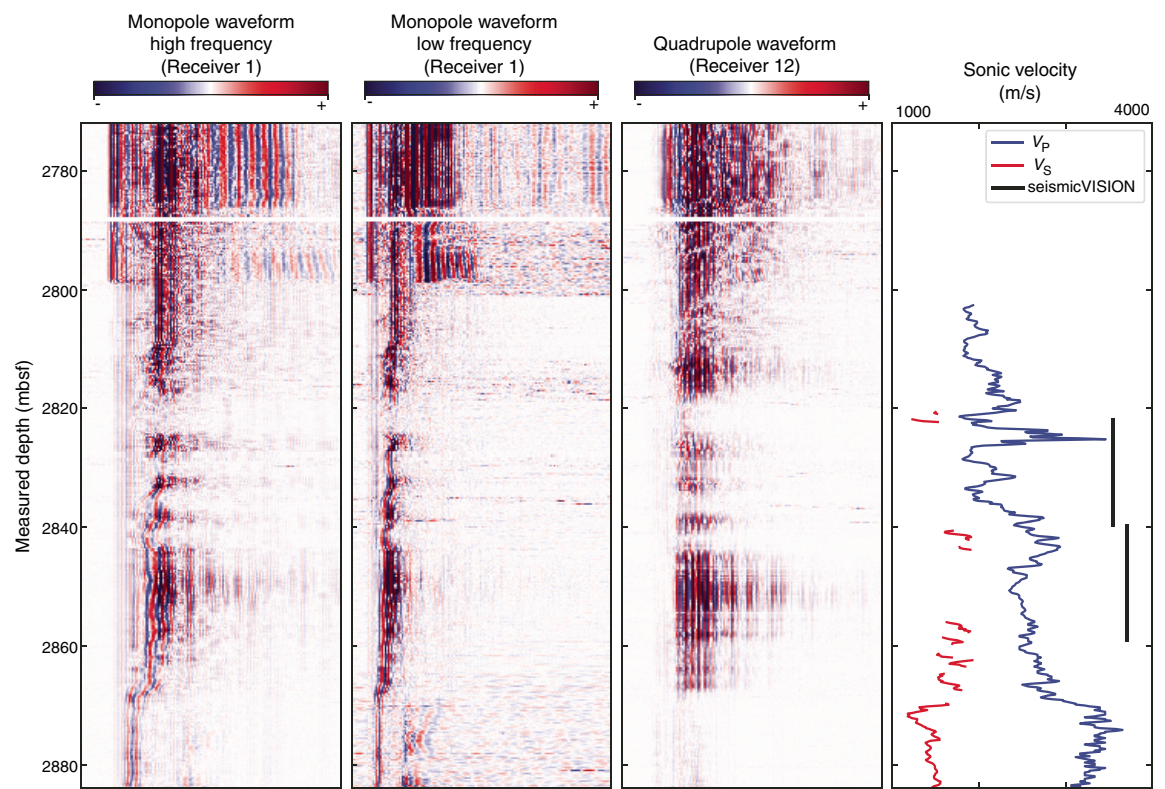 Monopole waveform
high frequency
(Receiver 1)
- +
Monopole waveform
low frequency
(Receiver 1)
- +
Quadrupole waveform
(Receiver 12)
- +
Sonic velocity
(m/s)
1000 4000
VP
VS
seismicVISION
Measured depth (mbsf)
2780
2800
2820
2840
2860
2880